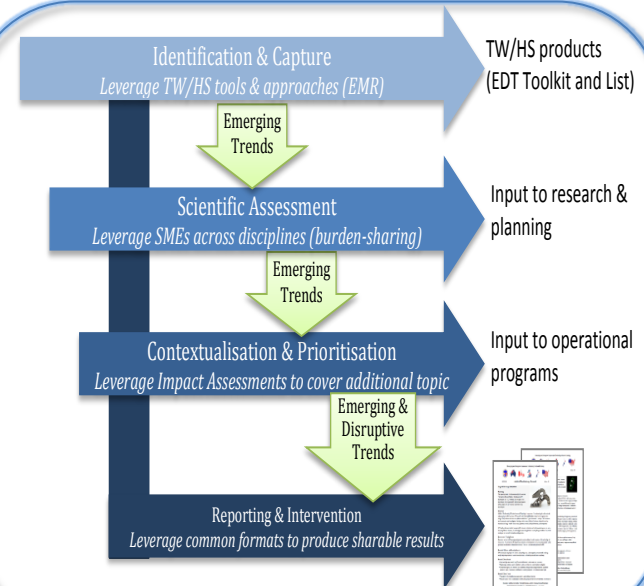 Identification & Capture
Leverage TW/HS tools & approaches (EMR)
TW/HS products
(EDT Toolkit and List)
Emerging
Trends
Scientific Assessment
Leverage SMEs across disciplines (burden-sharing)
Input to research &
planning
Emerging
Trends
Contextualisation & Prioritisation
Leverage Impact Assessments to cover additional topic
Input to operational
programs
Emerging &
Disruptive
Trends
Reporting & Intervention
Leverage common formats to produce sharable results